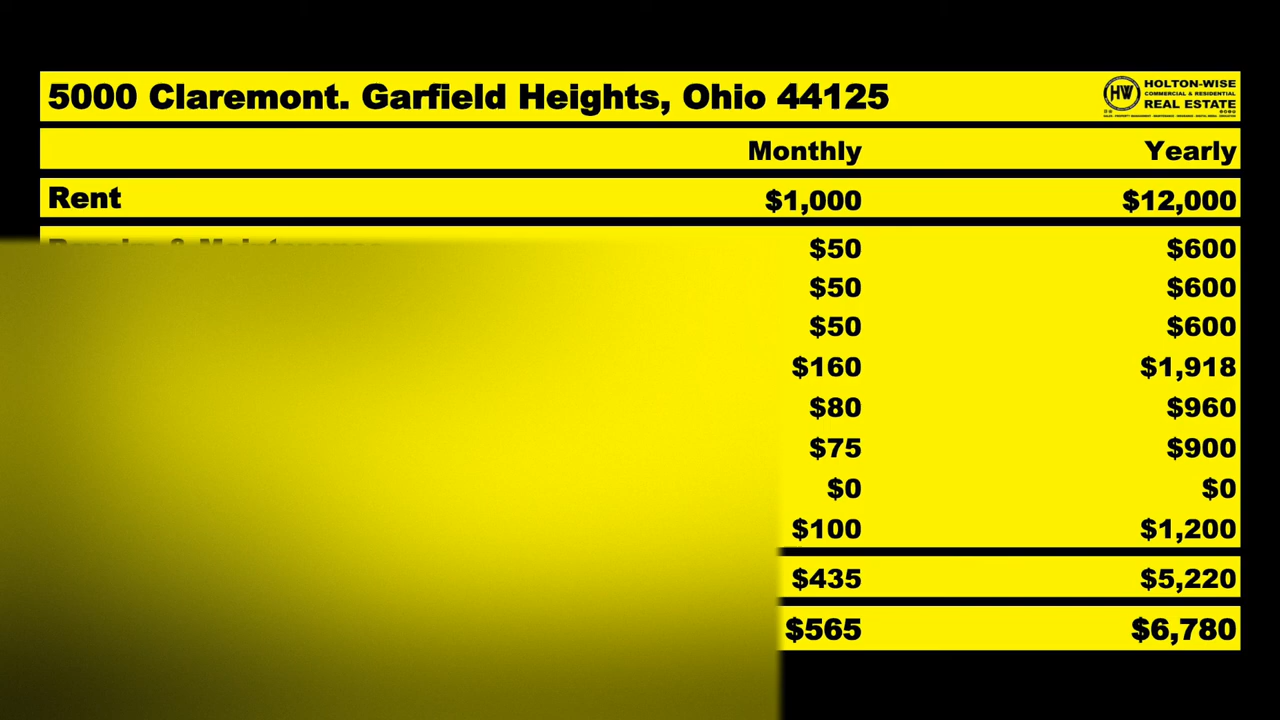 5000 Claremont. Garfield Heights, Ohio 44125
HOLTON-WISE
COMMERCIAL & RESIDENTIAL
REAL ESTATE
HW
Monthly Yearly
Rent $1,000 $12,000
$50 $600
$50 $600
$50 $600
$160 $1,918
$80 $960
$75 $900
$0 $0
$100 $1,200
$435 $5,220
$565 $6,780